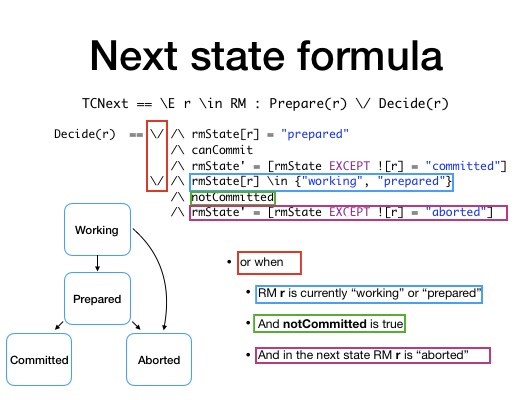 Next state formula
TCNext == \E r \in RM : Prepare(r) \/ Decide(r)
Decide(r) == \/ /\ rmState[r] = "prepared"
/\ canCommit
/\ rmState' = [rmState EXCEPT ![r] = "committed"]
\/ /\ rmState[r] \in {"working", "prepared"}
/\ notCommitted
/\ rmState' = [rmState EXCEPT ![r] = "aborted"]
Working
Prepared
Committed
Aborted
• or when
• RM r is currently “working” or “prepared”
• And notCommitted is true
• And in the next state RM r is “aborted”